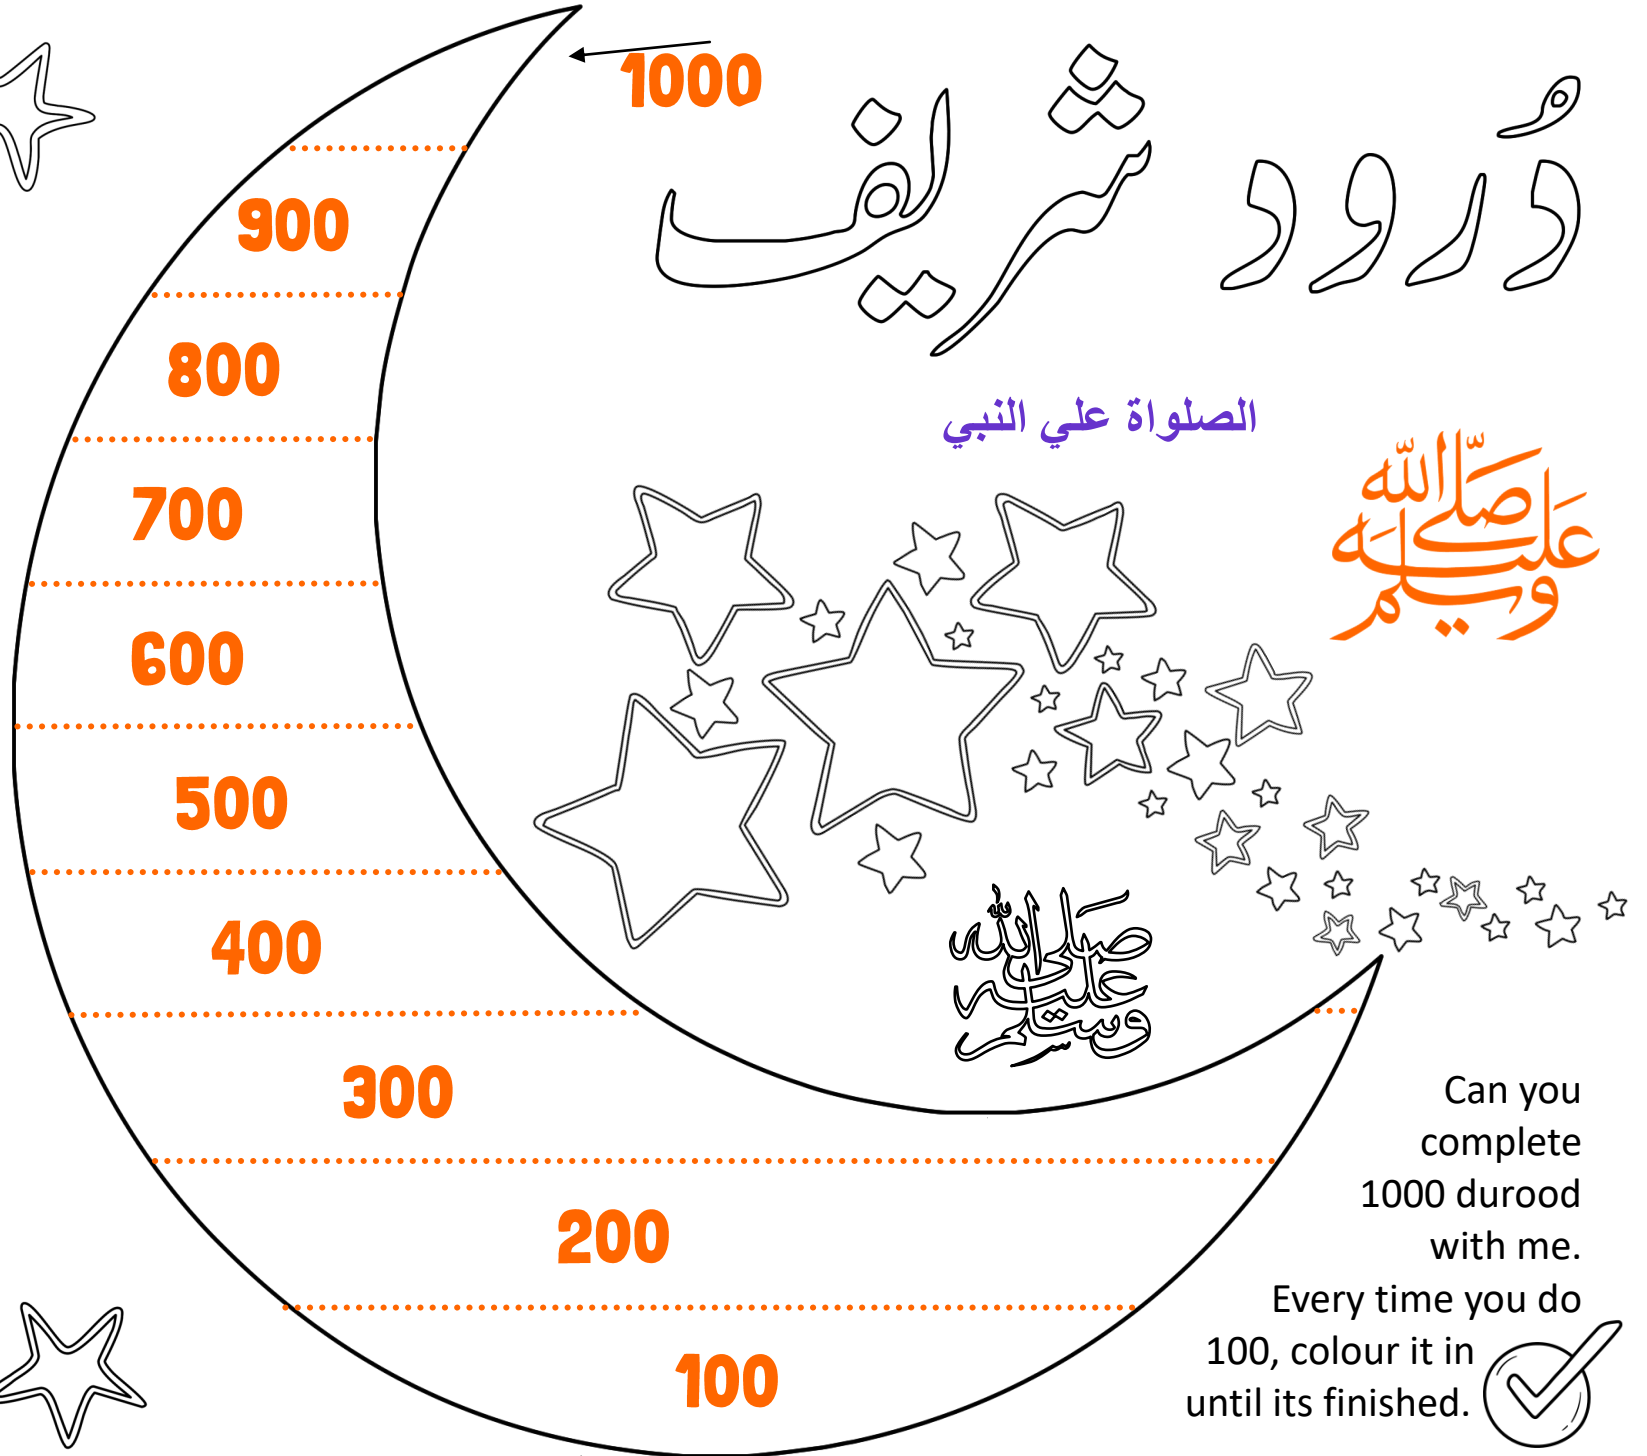 1000
دُرود شریف
900
800
الصلواة علي النبي
700
صلى الله
عليه
وسلم
600
500
400
صلى الله
عليه
وسلم
300
200
100
Can you
complete
1000 durood
with me.
Every time you do
100, colour it in
until its finished.